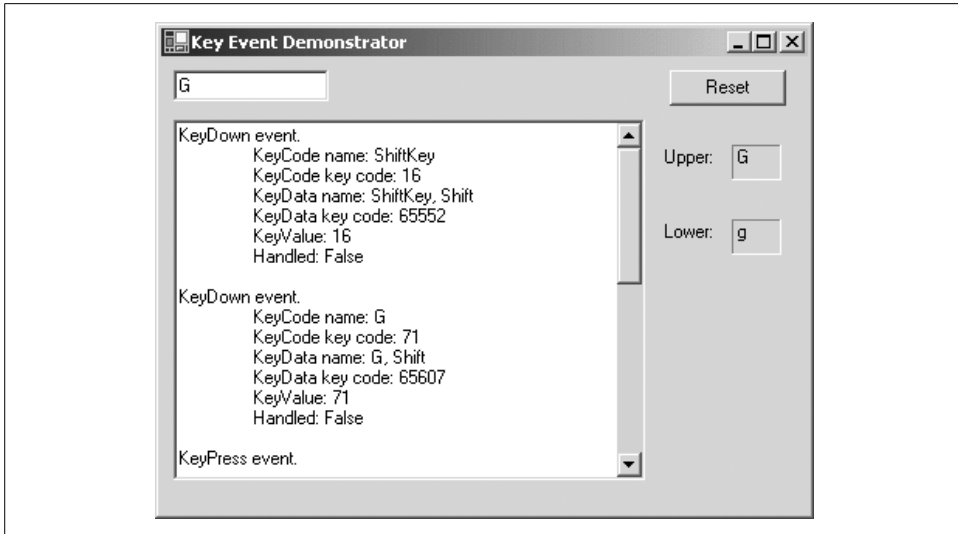 Key Event Demonstrator
G
Reset
KeyDown event.
KeyCode name: ShiftKey
KeyCode key code: 16
KeyData name: ShiftKey, Shift
KeyData key code: 65552
KeyValue: 16
Handled: False
KeyDown event.
KeyCode name: G
KeyCode key code: 71
KeyData name: G, Shift
KeyData key code: 65607
KeyValue: 71
Handled: False
KeyPress event.
Upper: G
Lower: g